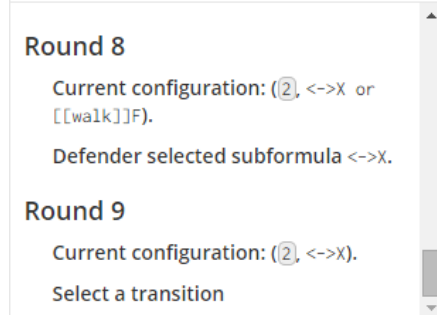 Round 8
Current configuration: (2, <->X or
[[walk]]F).
Defender selected subformula <->X.
Round 9
Current configuration: (2, <->X).
Select a transition